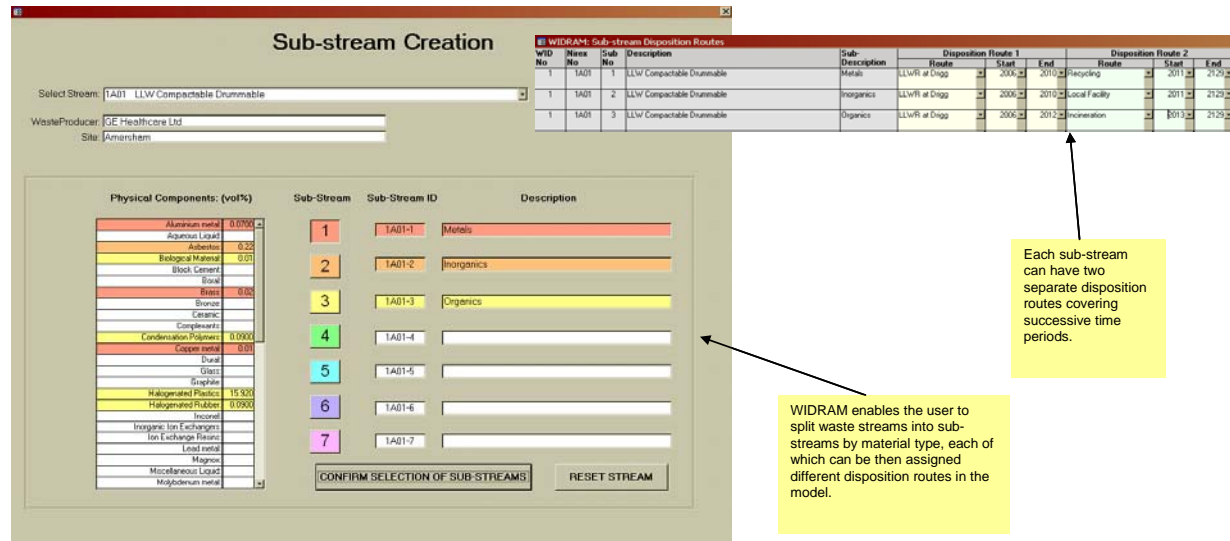 Sub-stream Creation
Select Stream: 1A01 LLW Compactable Drummable
WasteProducer: GE Healthcare Ltd
Site: Amersham
Physical Components: (vol%)
Sub-Stream
Sub-Stream ID
Description
Aluminium metal 0.0700
Aqueous Liquid
Asbestos 0.22
Biological Material 0.01
Block Cement
Boral
Brass 0.02
Bronze
Ceramic
Complexants
Condensation Polymers 0.0900
Copper metal 0.01
Dural
Glass
Graphite
Halogenated Plastics 15.920
Halogenated Rubber 0.0900
Inconel
Inorganic Ion Exchangers
Ion Exchange Resins
Lead metal
Magnox
Miscellaneous Liquid
Molybdenum metal
1 1A01-1 Metals
2 1A01-2 Inorganics
3 1A01-3 Organics
4 1A01-4
5 1A01-5
6 1A01-6
7 1A01-7
CONFIRM SELECTION OF SUB-STREAMS
RESET STREAM
WIDRAM: Sub-stream Disposition Routes
WID No
Nirex No
Sub No
Description
Sub-Description
Disposition Route 1
Route Start End
Disposition Route 2
Route Start End
1 1A01 1 LLW Compactable Drummable Metals LLWR at Drigg 2006 2010 Recycling 2011 2129
1 1A01 2 LLW Compactable Drummable Inorganics LLWR at Drigg 2006 2010 Local Facility 2011 2129
1 1A01 3 LLW Compactable Drummable Organics LLWR at Drigg 2006 2012 Incineration 2013 2129
Each sub-stream
can have two
separate disposition
routes covering
successive time
periods.
WIDRAM enables the user to
split waste streams into sub-
streams by material type, each of
which can be then assigned
different disposition routes in the
model.